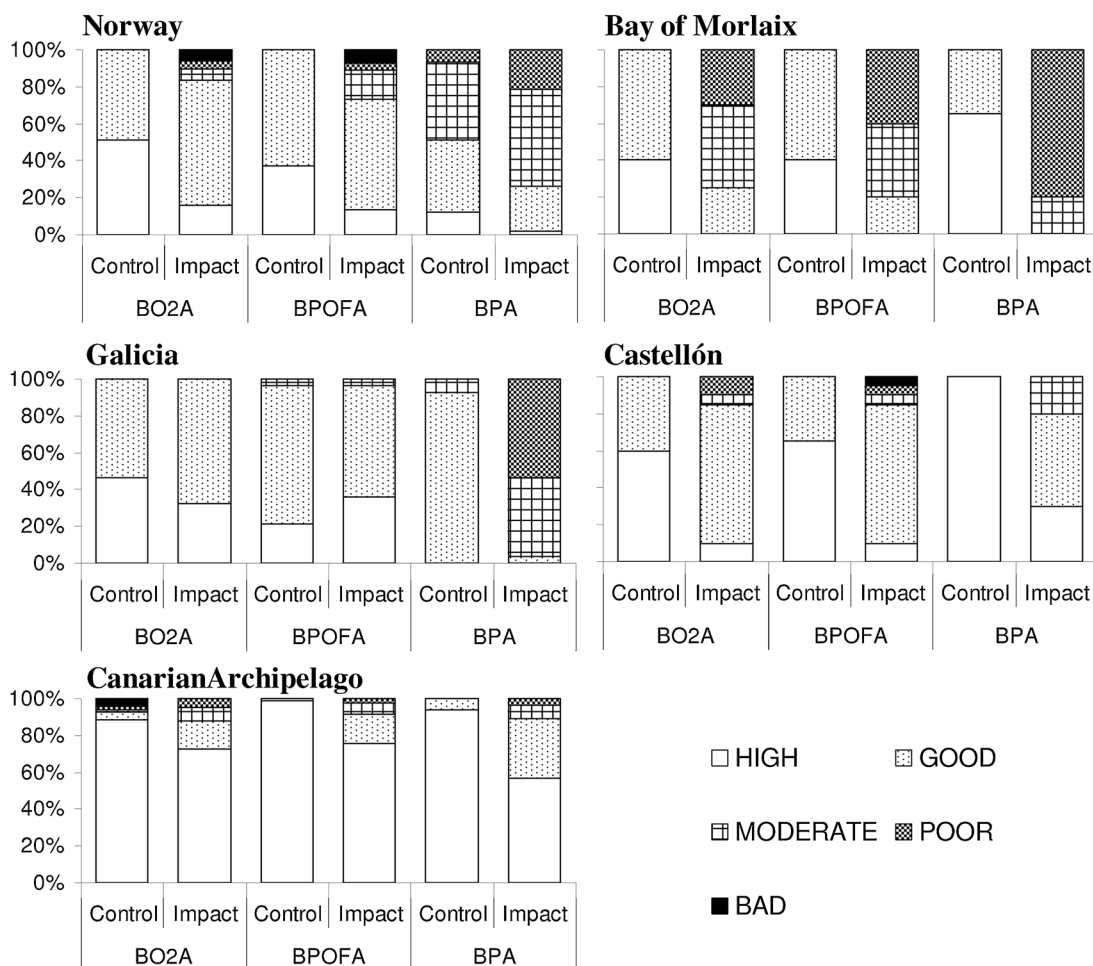 Norway
Bay of Morlaix
100%
80%
60%
40%
20%
0%
Control Impact Control Impact Control Impact
BO2A BPOFA BPA
Control Impact Control Impact Control Impact
BO2A BPOFA BPA
Galicia
Castellón
100%
80%
60%
40%
20%
0%
Control Impact Control Impact Control Impact
BO2A BPOFA BPA
Control Impact Control Impact Control Impact
BO2A BPOFA BPA
CanarianArchipelago
100%
80%
60%
40%
20%
0%
Control Impact Control Impact Control Impact
BO2A BPOFA BPA
HIGH GOOD
MODERATE POOR
BAD